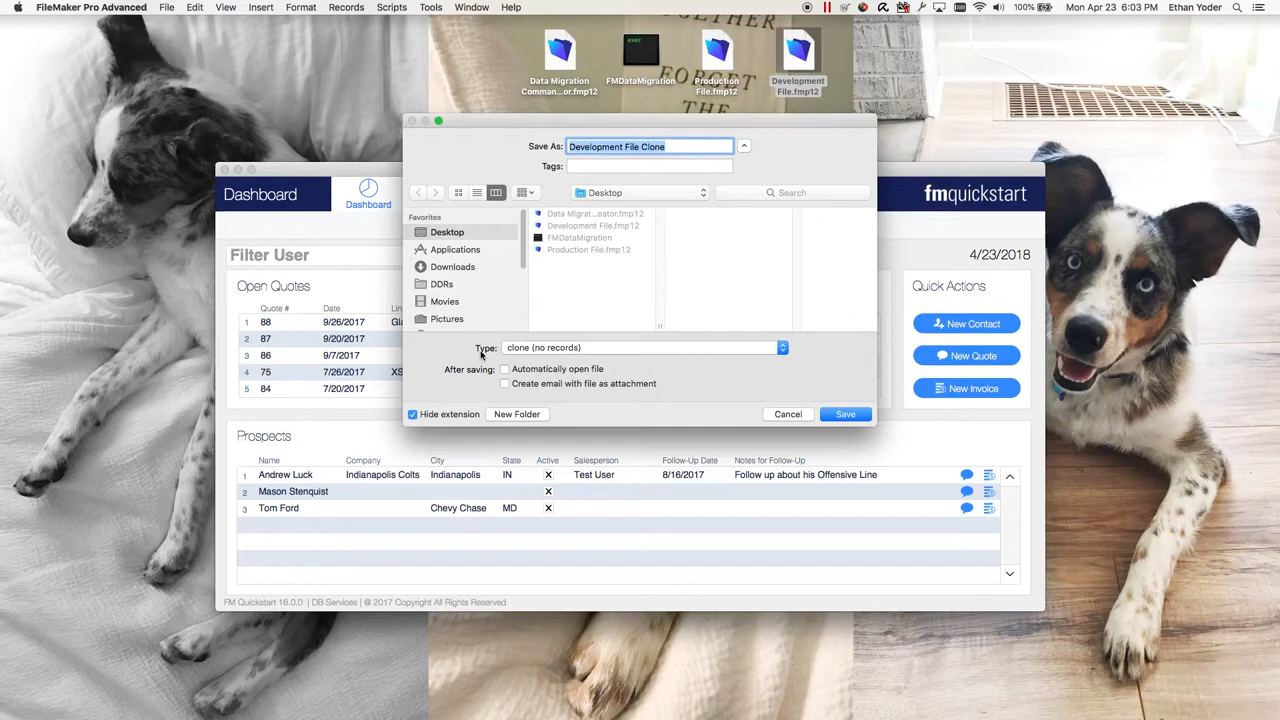 FileMaker Pro Advanced File Edit View Insert Format Records Scripts Tools Window Help 100% Mon Apr 23 6:03 PM Ethan Yoder
TOGETHER
exec
Data Migration
Comman...or.fmp12
FMDataMigration
Production
File.fmp12
Development
File.fmp12
FORGET
THE
Save As: Development File Clone
Tags:
Desktop
Search
Favorites
Desktop
Applications
Downloads
DDRs
Movies
Pictures
Data Migrat...eator.fmp12
Development File.fmp12
FMDataMigration
Production File.fmp12
Type: clone (no records)
After saving: Automatically open file
Create email with file as attachment
Hide extension New Folder Cancel Save
Dashboard
Dashboard
fmquickstart
Filter User
4/23/2018
Open Quotes
Quote # Date
1 88 9/26/2017
2 87 9/20/2017
3 86 9/7/2017
4 75 7/26/2017 XS
5 84 7/20/2017
Quick Actions
New Contact
New Quote
New Invoice
Prospects
Name Company City State Active Salesperson Follow-Up Date Notes for Follow-Up
1 Andrew Luck Indianapolis Colts Indianapolis IN X Test User 8/16/2017 Follow up about his Offensive Line
2 Mason Stenquist X
3 Tom Ford Chevy Chase MD X
FM Quickstart 16.0.0 | DB Services | @ 2017 Copyright All Rights Reserved